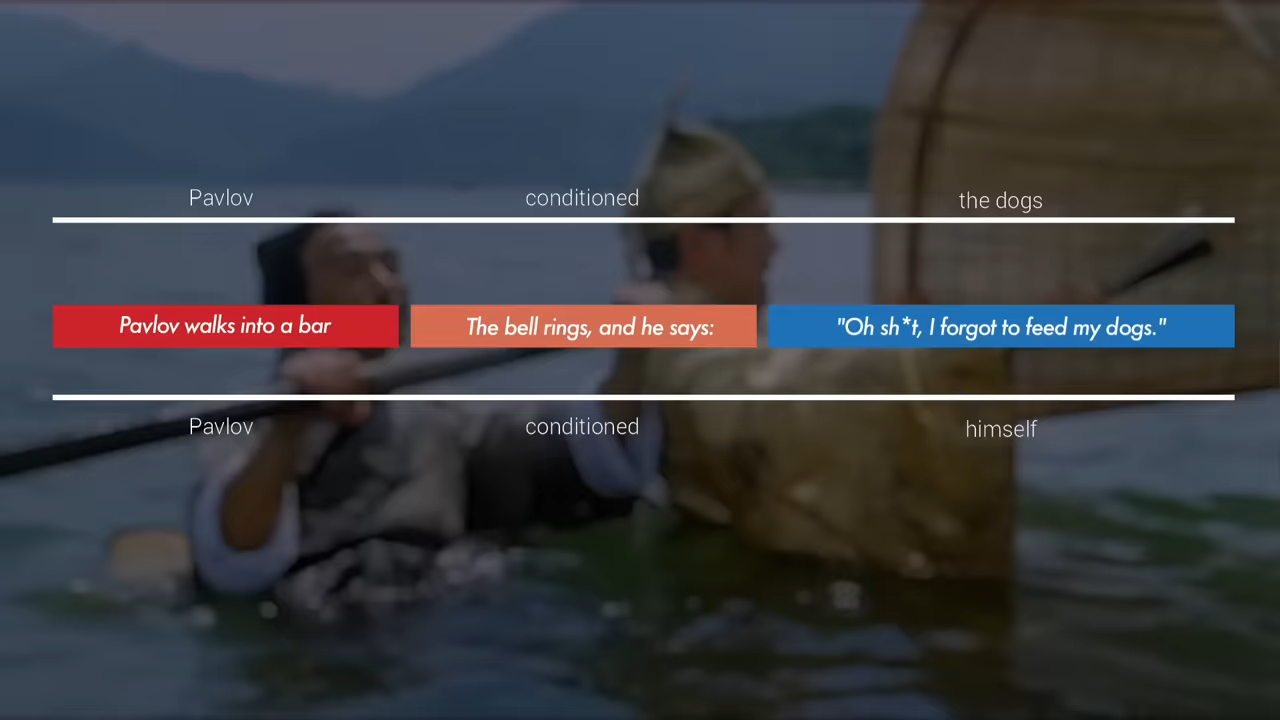 Pavlov conditioned the dogs
Pavlov walks into a bar The bell rings, and he says: "Oh sh*t, I forgot to feed my dogs."
Pavlov conditioned himself